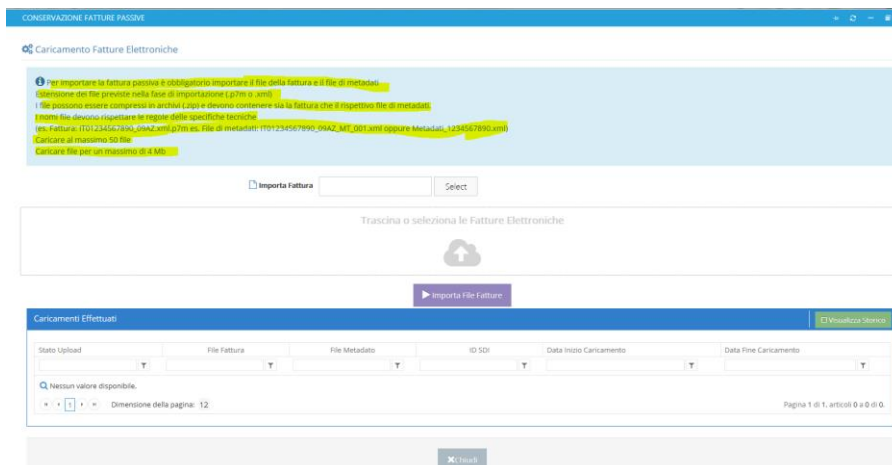 CONSERVAZIONE FATTURE PASSIVE
Caricamento Fatture Elettroniche
Per importare la fattura passiva è obbligatorio importare il file della fattura e il file di metadati
Estensione dei file previste nella fase di importazione (.p7m o .xml)
I file possono essere compressi in archivi (.zip) e devono contenere sia la fattura che il rispettivo file di metadati.
I nomi file devono rispettare le regole delle specifiche tecniche
(es. Fattura: IT01234567890_09AZ.xml.p7m es. File di metadati: IT01234567890_09AZ_MT_001.xml oppure Metadati_1234567890.xml)
Caricare al massimo 50 file
Caricare file per un massimo di 4 Mb
Importa Fattura Select
Trascina o seleziona le Fatture Elettroniche
Importa File Fatture
Caricamenti Effettuati Visualizza Storico
Stato Upload File Fattura File Metadato ID SDI Data Inizio Caricamento Data Fine Caricamento
Nessun valore disponibile.
1 Dimensione della pagina: 12 Pagina 1 di 1, articoli 0 a 0 di 0.
Chiudi